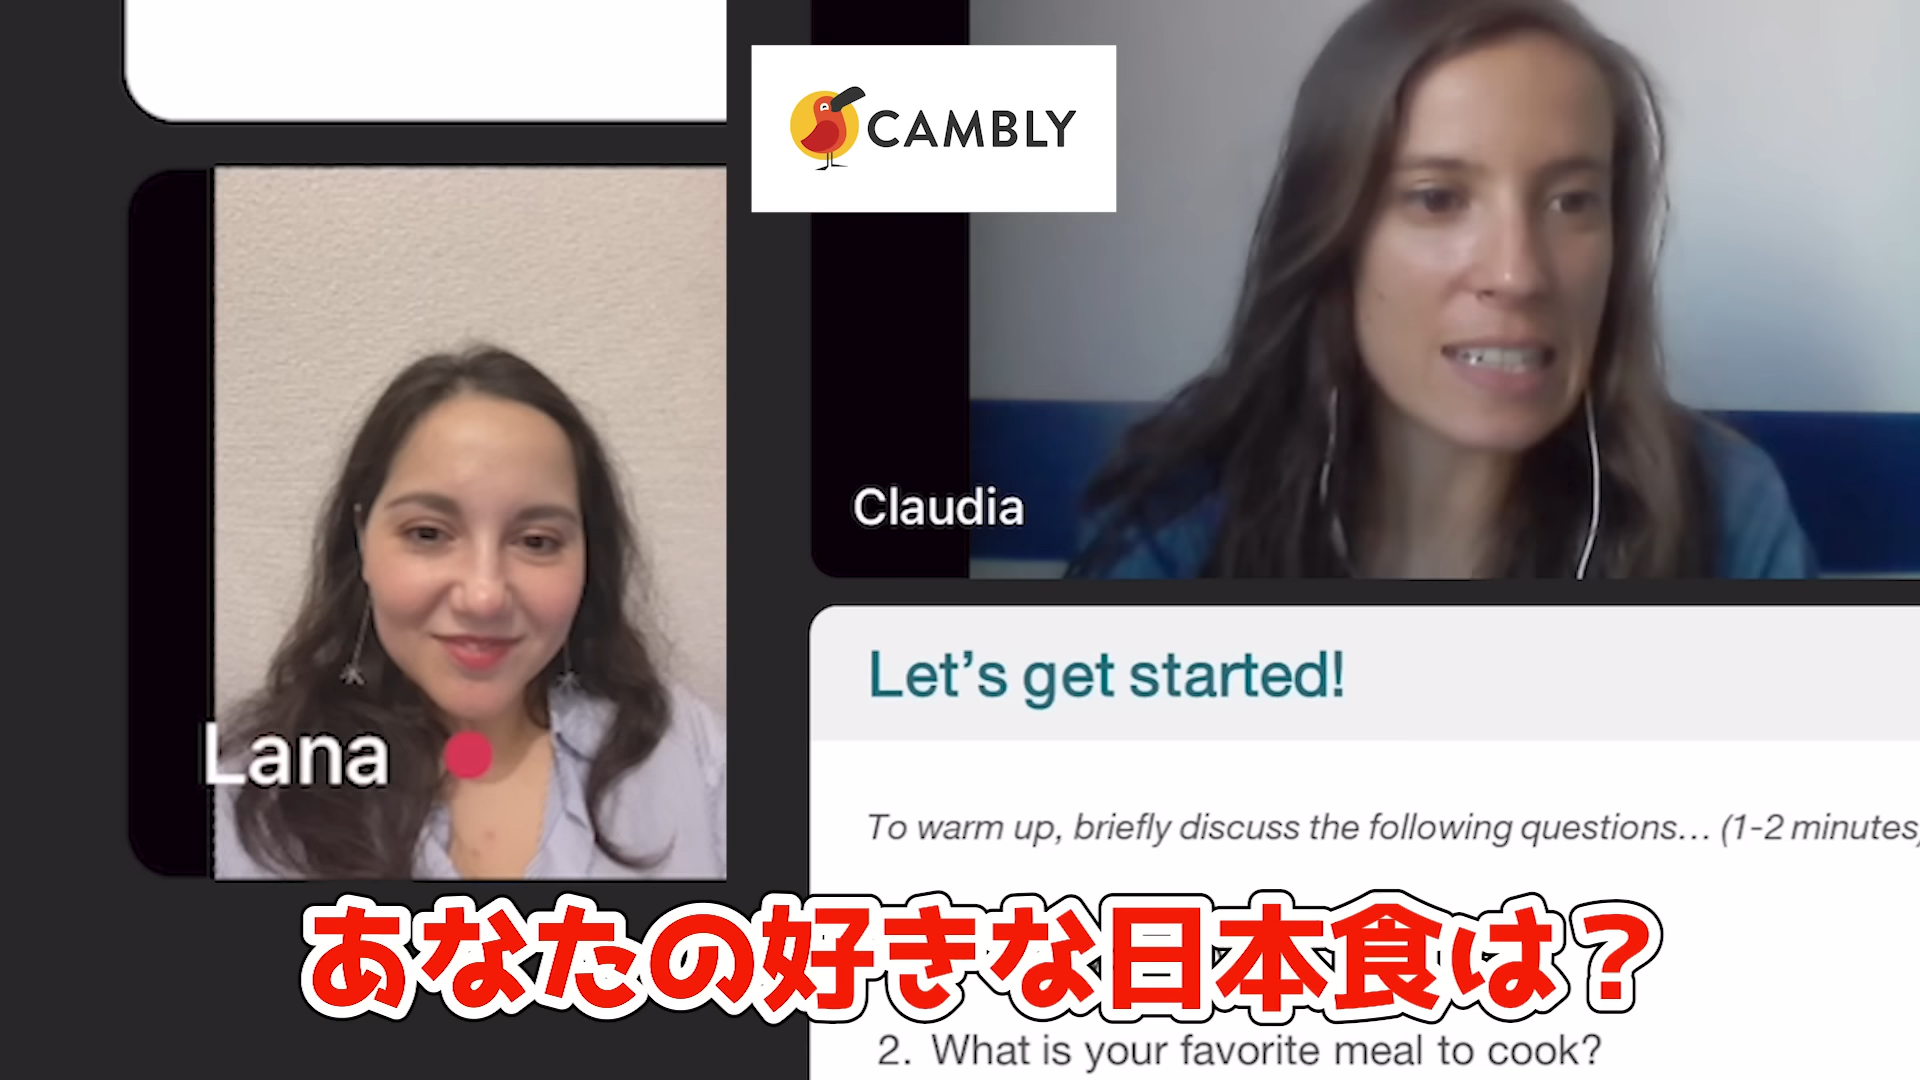 CAMBLY
Claudia
Lana
Let’s get started!
To warm up, briefly discuss the following questions... (1-2 minutes)
あなたの好きな日本食は？
2. What is your favorite meal to cook?